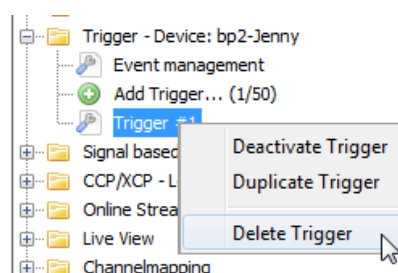 Trigger - Device: bp2-Jenny
Event management
Add Trigger... (1/50)
Trigger #1
Signal based
Deactivate Trigger
CCP/XCP - L
Duplicate Trigger
Online Strea
Live View
Delete Trigger
Channelmapping